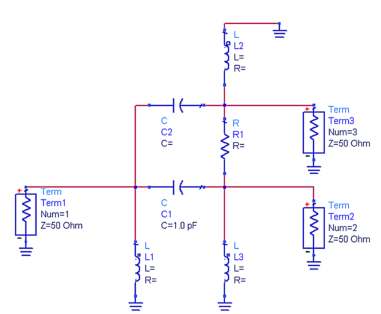 L
L2
L=
R=
C
C2
C=
R
R1
R=
+
Term
Term3
Num=3
Z=50 Ohm
-
+
Term
Term1
Num=1
Z=50 Ohm
-
C
C1
C=1.0 pF
+
Term
Term2
Num=2
Z=50 Ohm
-
L
L1
L=
R=
L
L3
L=
R=